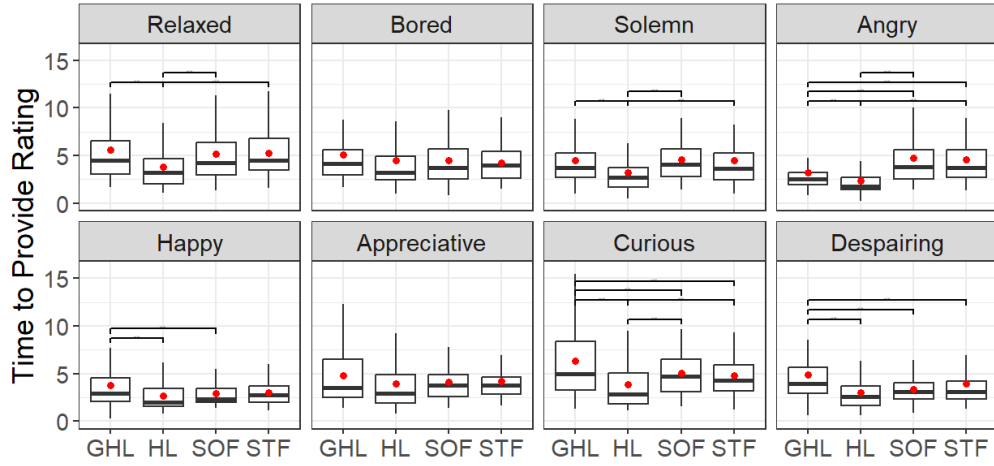 Relaxed Bored Solemn Angry
15
10
5
0
Happy Appreciative Curious Despairing
15
10
5
0
GHL HL SOF STF GHL HL SOF STF GHL HL SOF STF GHL HL SOF STF
Time to Provide Rating